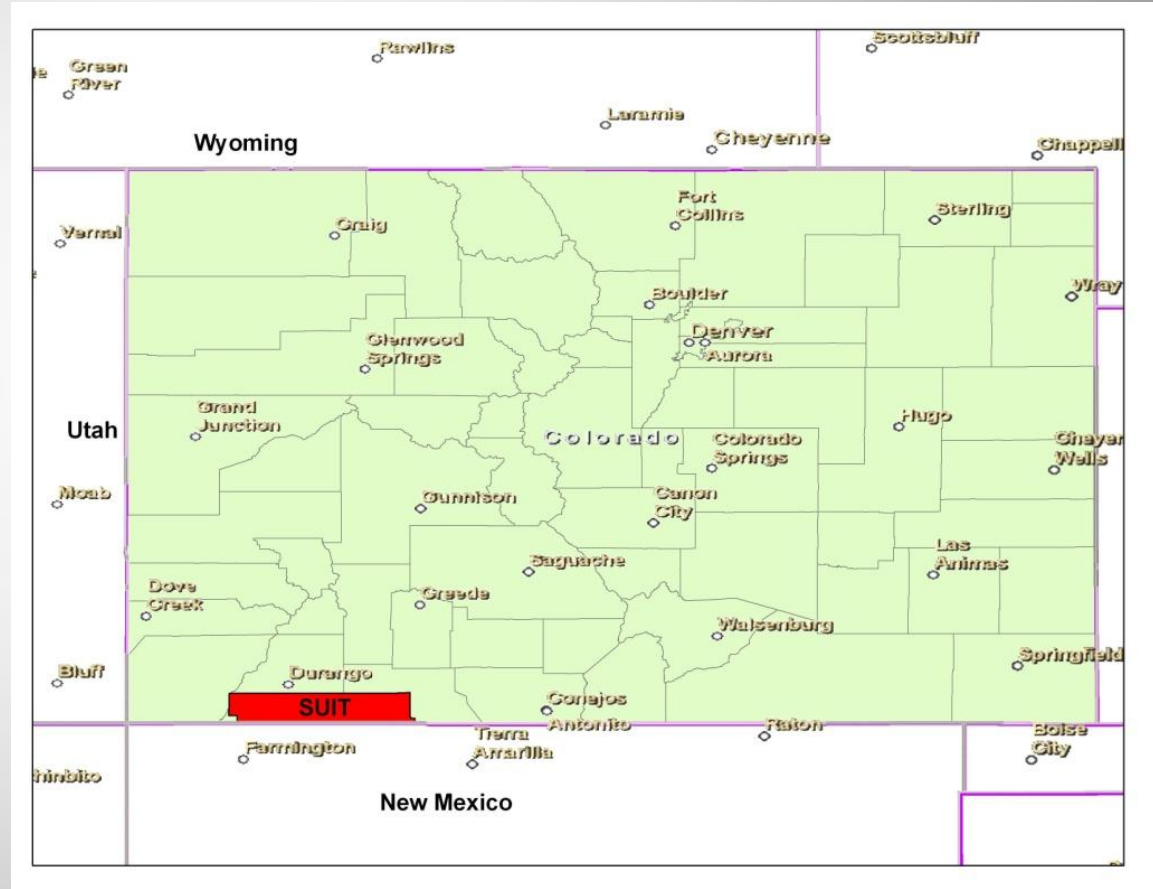 Rawlins
Scottsbluff
Green
River
Laramie
Wyoming
Cheyenne
Chappell
Fort
Collins
Sterling
Craig
Vernal
Wray
Boulder
Denver
Aurora
Glenwood
Springs
Grand
Junction
Hugo
Utah
Colorado
Colorado
Springs
Cheyen
Wells
Moab
Gunnison
Canon
City
Las
Animas
Saguache
Dove
Creek
Creede
Walsenburg
Springfield
Bluff
Durango
SUIT
Conejos
Antonito
Raton
Tierra
Amarilla
Boise
City
Farmington
hinbito
New Mexico